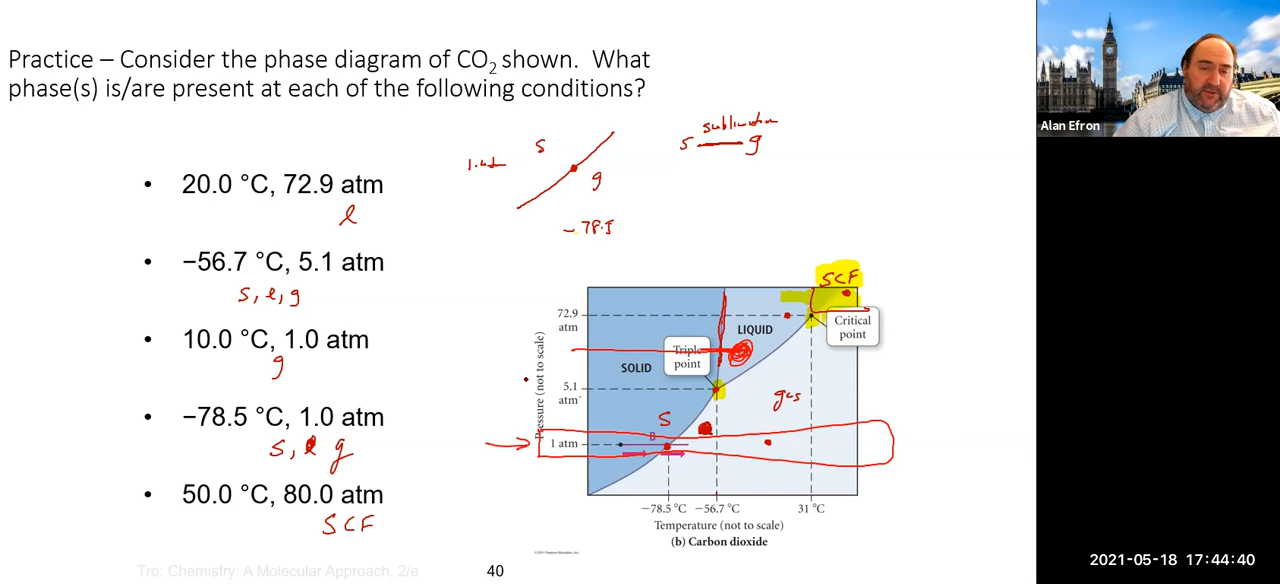 Practice – Consider the phase diagram of CO₂ shown. What
phase(s) is/are present at each of the following conditions?
Alan Efron
sublimation
s g
s
g
-78.5
• 20.0 °C, 72.9 atm
l
• −56.7 °C, 5.1 atm
s, l, g
• 10.0 °C, 1.0 atm
g
• −78.5 °C, 1.0 atm
s, g
• 50.0 °C, 80.0 atm
SCF
SCF
72.9
atm
LIQUID
Critical
point
Triple
point
SOLID
5.1
atm
gas
S
B
1 atm
Pressure (not to scale)
−78.5 °C −56.7 °C 31 °C
Temperature (not to scale)
(b) Carbon dioxide
Tro: Chemistry: A Molecular Approach, 2/e
40
2021-05-18 17:44:40